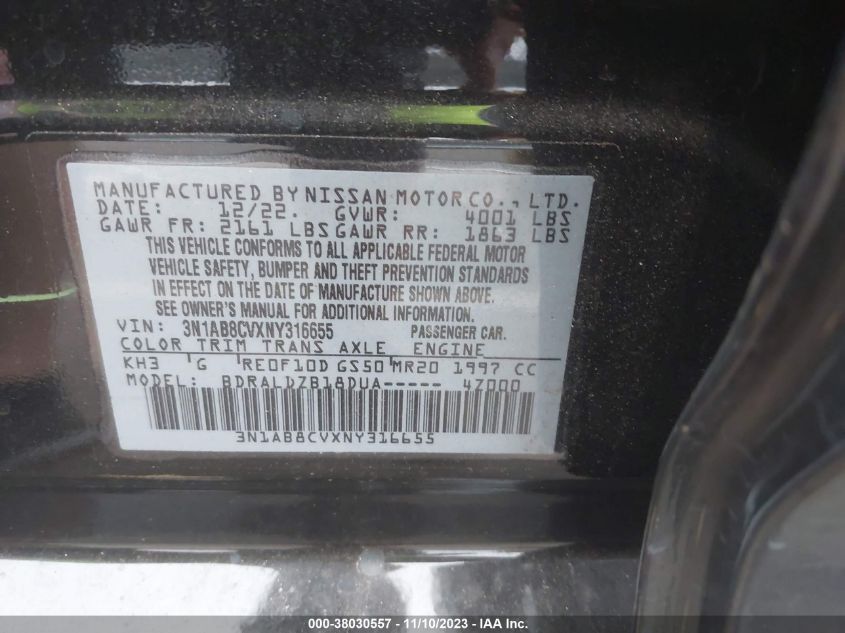 MANUFACTURED BY NISSAN MOTOR CO., LTD.
DATE: 12/22. GVWR: 4001 LBS
GAWR FR: 2161 LBS GAWR RR: 1863 LBS
THIS VEHICLE CONFORMS TO ALL APPLICABLE FEDERAL MOTOR
VEHICLE SAFETY, BUMPER AND THEFT PREVENTION STANDARDS
IN EFFECT ON THE DATE OF MANUFACTURE SHOWN ABOVE.
SEE OWNER'S MANUAL FOR ADDITIONAL INFORMATION.
VIN: 3N1AB8CVXNY316655 PASSENGER CAR.
COLOR TRIM TRANS AXLE ENGINE
KH3 G RE0F10D GS50 MR20 1997 CC
MODEL: BDRALDZB18DUA----- 4Z000
3N1AB8CVXNY316655
000-38030557 - 11/10/2023 - IAA Inc.